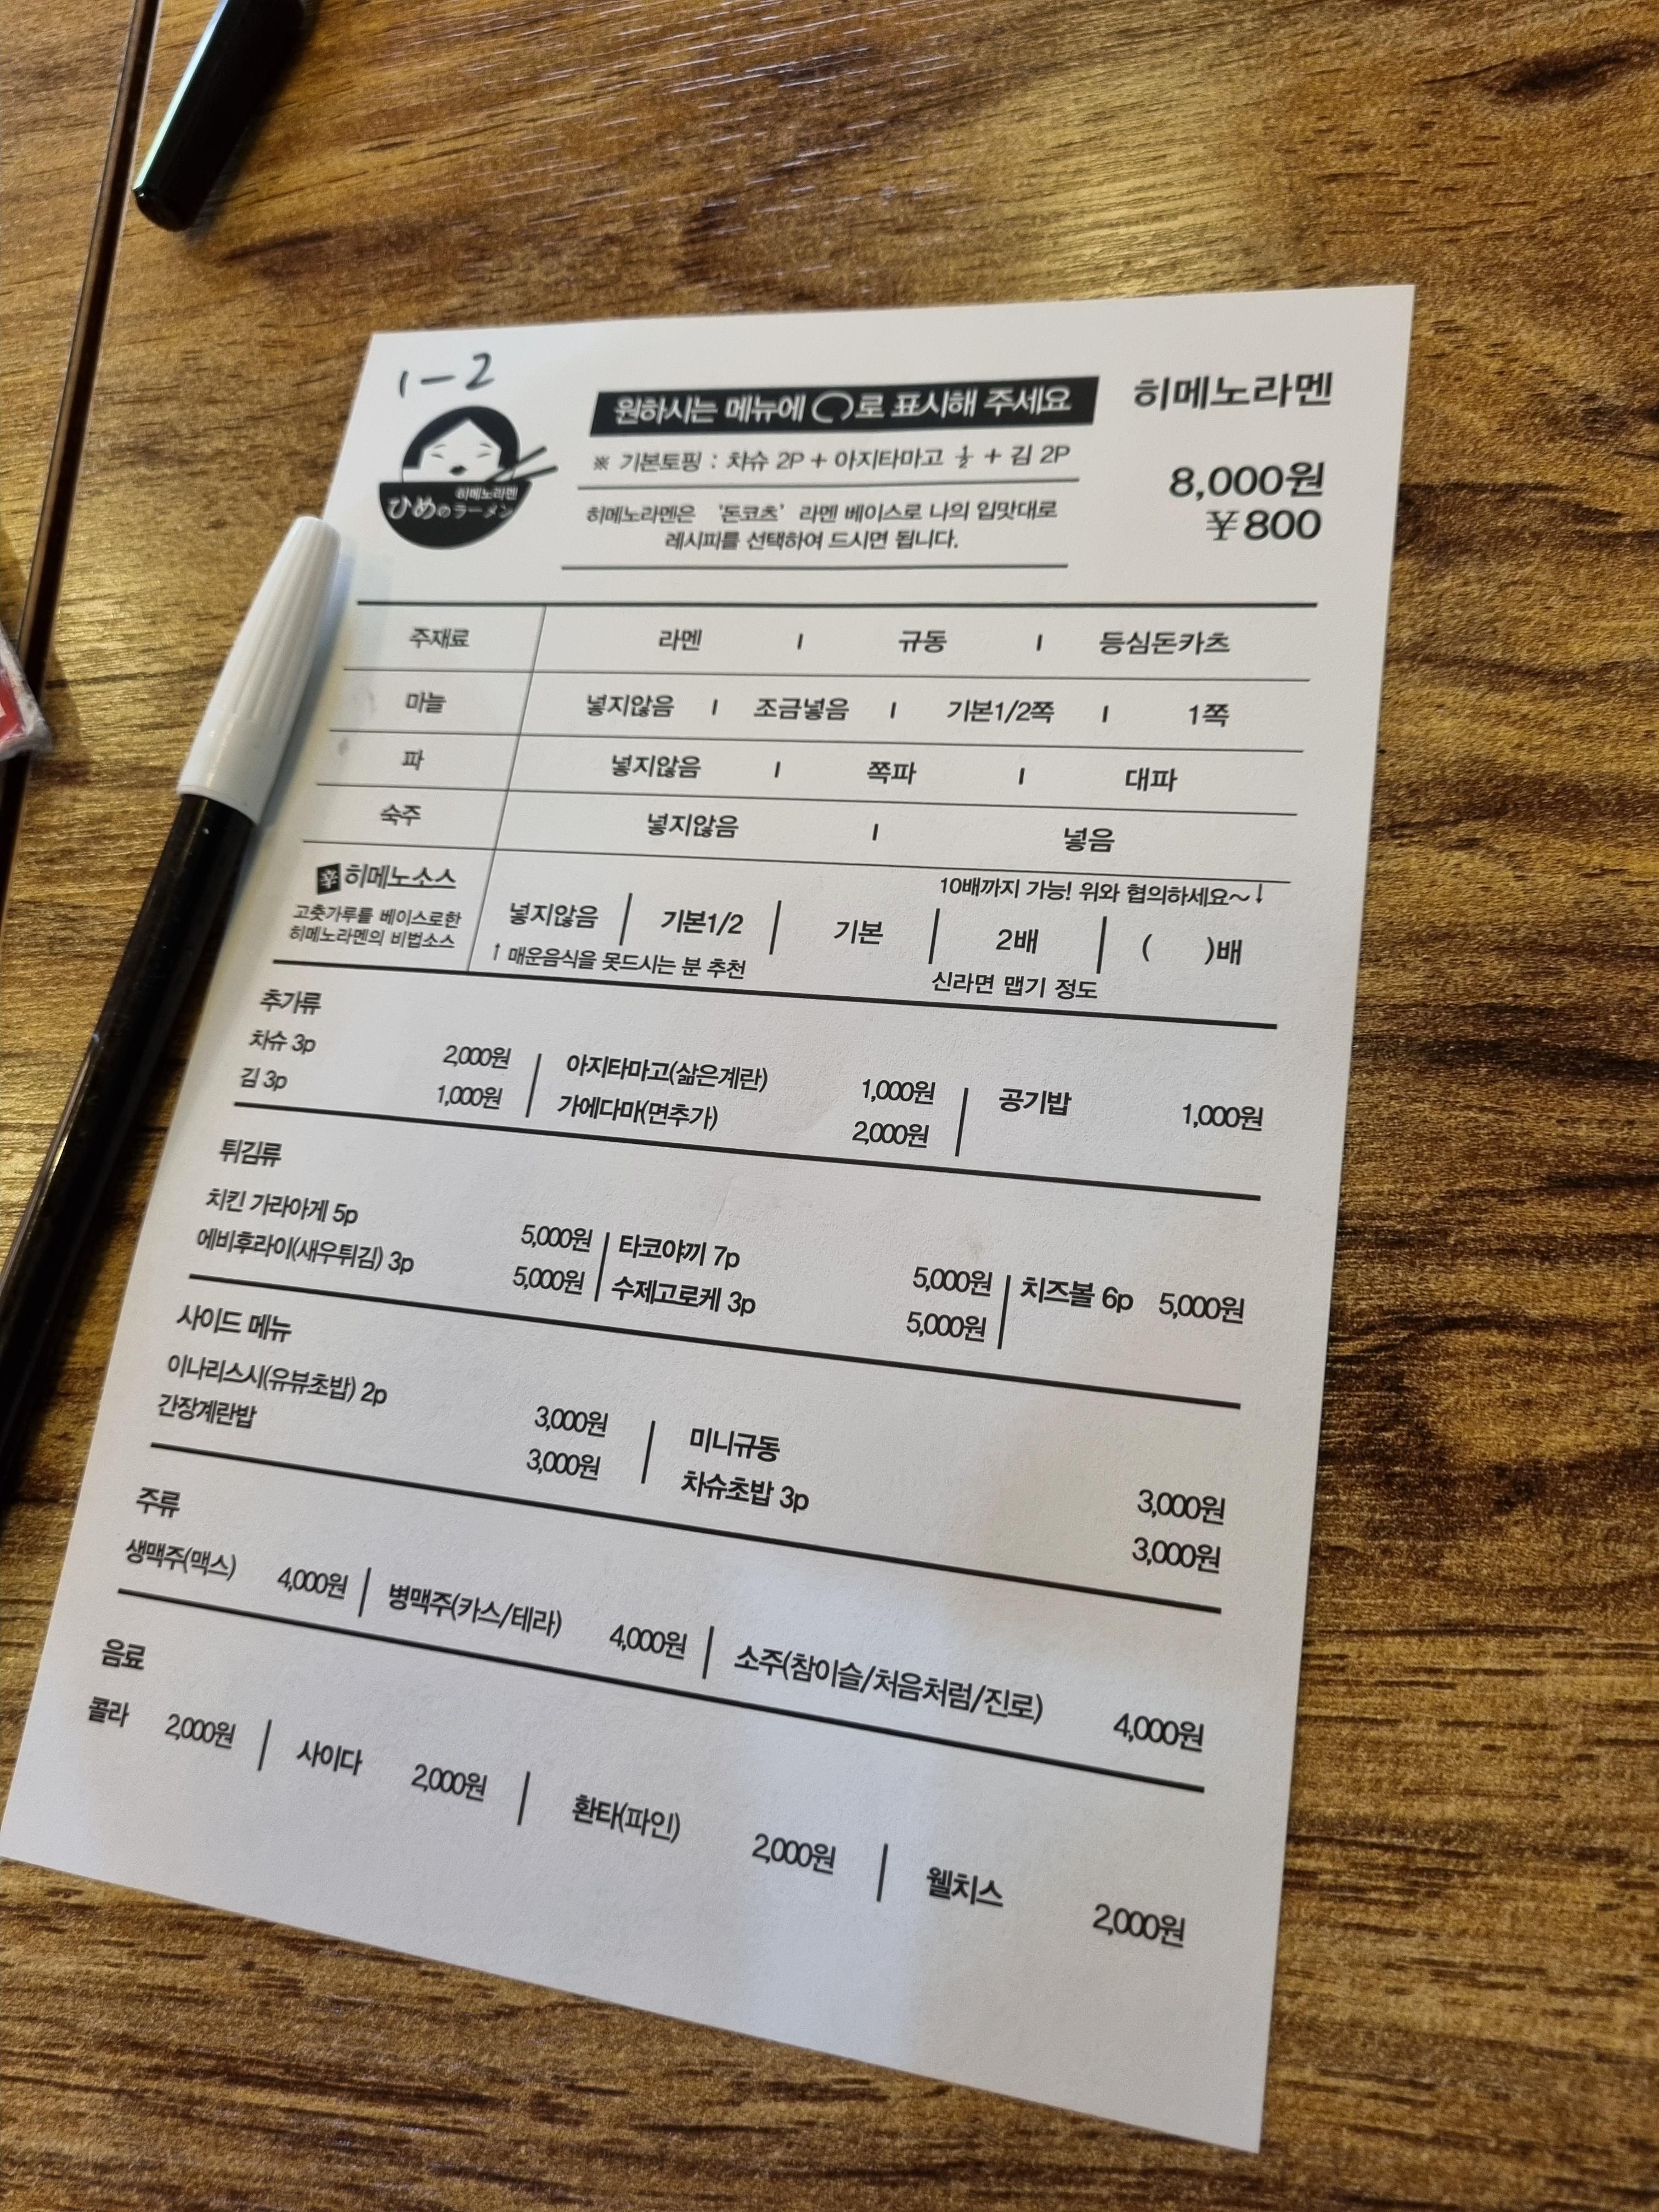 1-2
원하시는 메뉴에 ◯로 표시해 주세요
히메노라멘
※ 기본토핑 : 차슈 2P + 아지타마고 ½ + 김 2P
8,000원
¥800
히메노라멘
ひめのラーメン
히메노라멘은 '돈코츠' 라멘 베이스로 나의 입맛대로
레시피를 선택하여 드시면 됩니다.
주재료 라멘 | 규동 | 등심돈카츠
마늘 넣지않음 | 조금넣음 | 기본1/2쪽 | 1쪽
파 넣지않음 | 쪽파 | 대파
숙주 넣지않음 | 넣음
辛 히메노소스
고춧가루를 베이스로한
히메노라멘의 비법소스
10배까지 가능! 위와 협의하세요~↓
넣지않음 | 기본1/2 | 기본 | 2배 | ( )배
↑ 매운음식을 못드시는 분 추천
신라면 맵기 정도
추가류
차슈 3p 2,000원 | 아지타마고(삶은계란) 1,000원 | 공기밥 1,000원
김 3p 1,000원 | 가에다마(면추가) 2,000원
튀김류
치킨 가라아게 5p 5,000원 | 타코야끼 7p 5,000원 | 치즈볼 6p 5,000원
에비후라이(새우튀김) 3p 5,000원 | 수제고로케 3p 5,000원
사이드 메뉴
이나리스시(유뷰초밥) 2p 3,000원 | 미니규동 3,000원
간장계란밥 3,000원 | 차슈초밥 3p 3,000원
주류
생맥주(맥스) 4,000원 | 병맥주(카스/테라) 4,000원 | 소주(참이슬/처음처럼/진로) 4,000원
음료
콜라 2,000원 | 사이다 2,000원 | 환타(파인) 2,000원 | 웰치스 2,000원